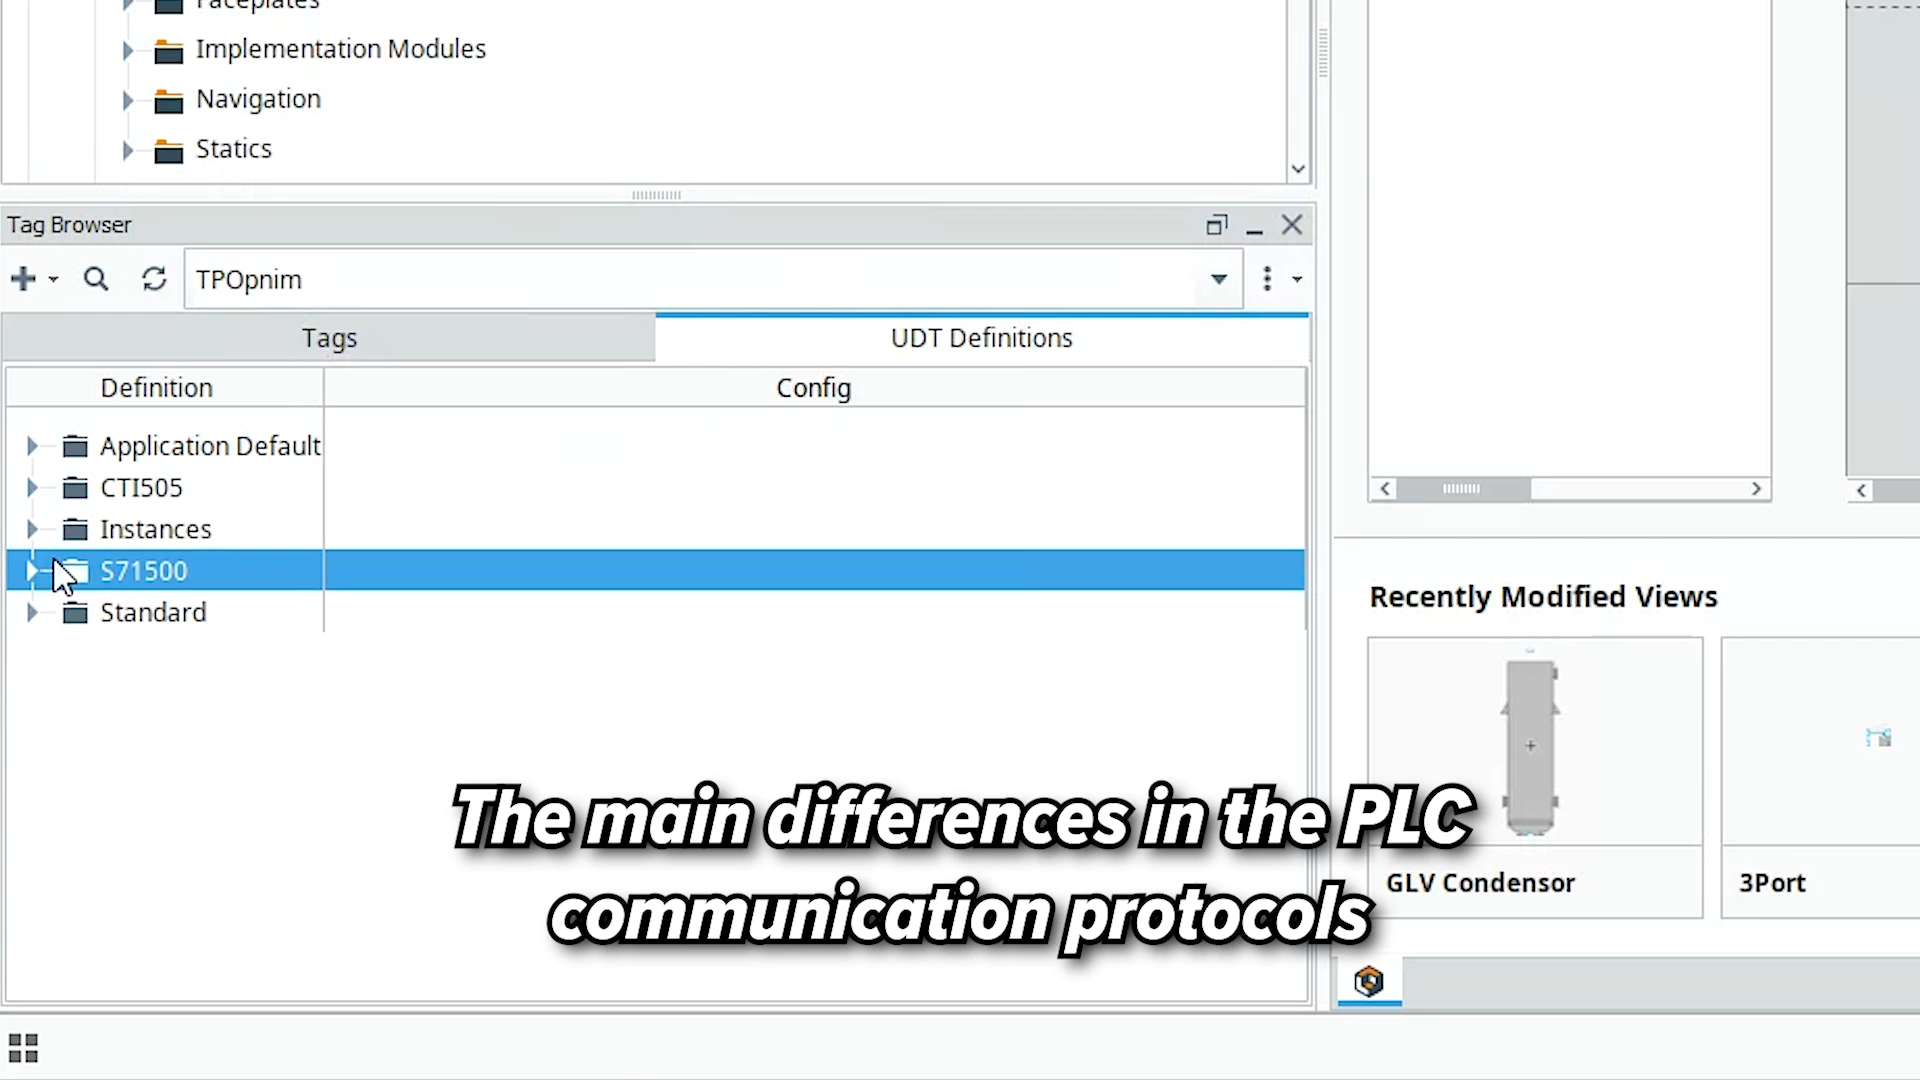 Faceplates
Implementation Modules
Navigation
Statics
Tag Browser
TPOpnim
Tags
UDT Definitions
Definition
Config
Application Default
CTI505
Instances
S71500
Standard
Recently Modified Views
GLV Condensor
3Port
The main differences in the PLC
communication protocols